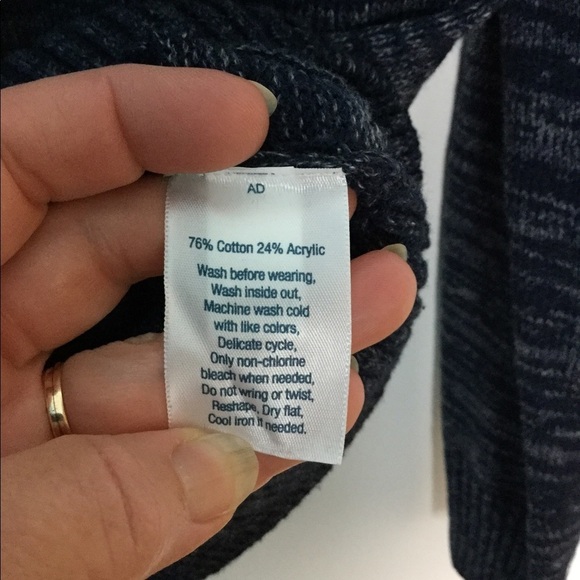 AD
76% Cotton 24% Acrylic
Wash before wearing,
Wash inside out,
Machine wash cold
with like colors,
Delicate cycle,
Only non-chlorine
bleach when needed,
Do not wring or twist,
Reshape, Dry flat,
Cool iron it needed.